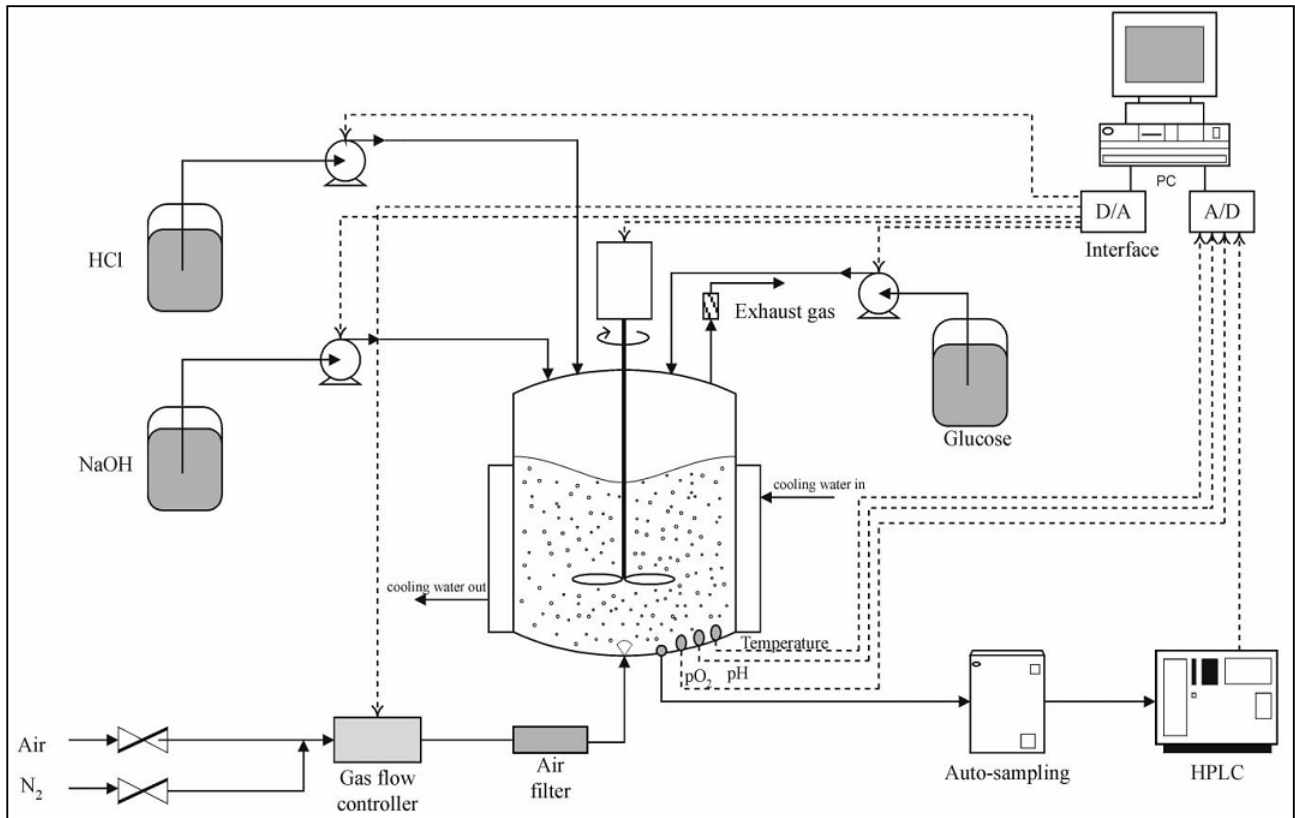 PC
D/A
A/D
Interface
HCl
Exhaust gas
Glucose
NaOH
cooling water in
cooling water out
Temperature
pH
pO2
Air
N2
Gas flow
controller
Air
filter
Auto-sampling
HPLC